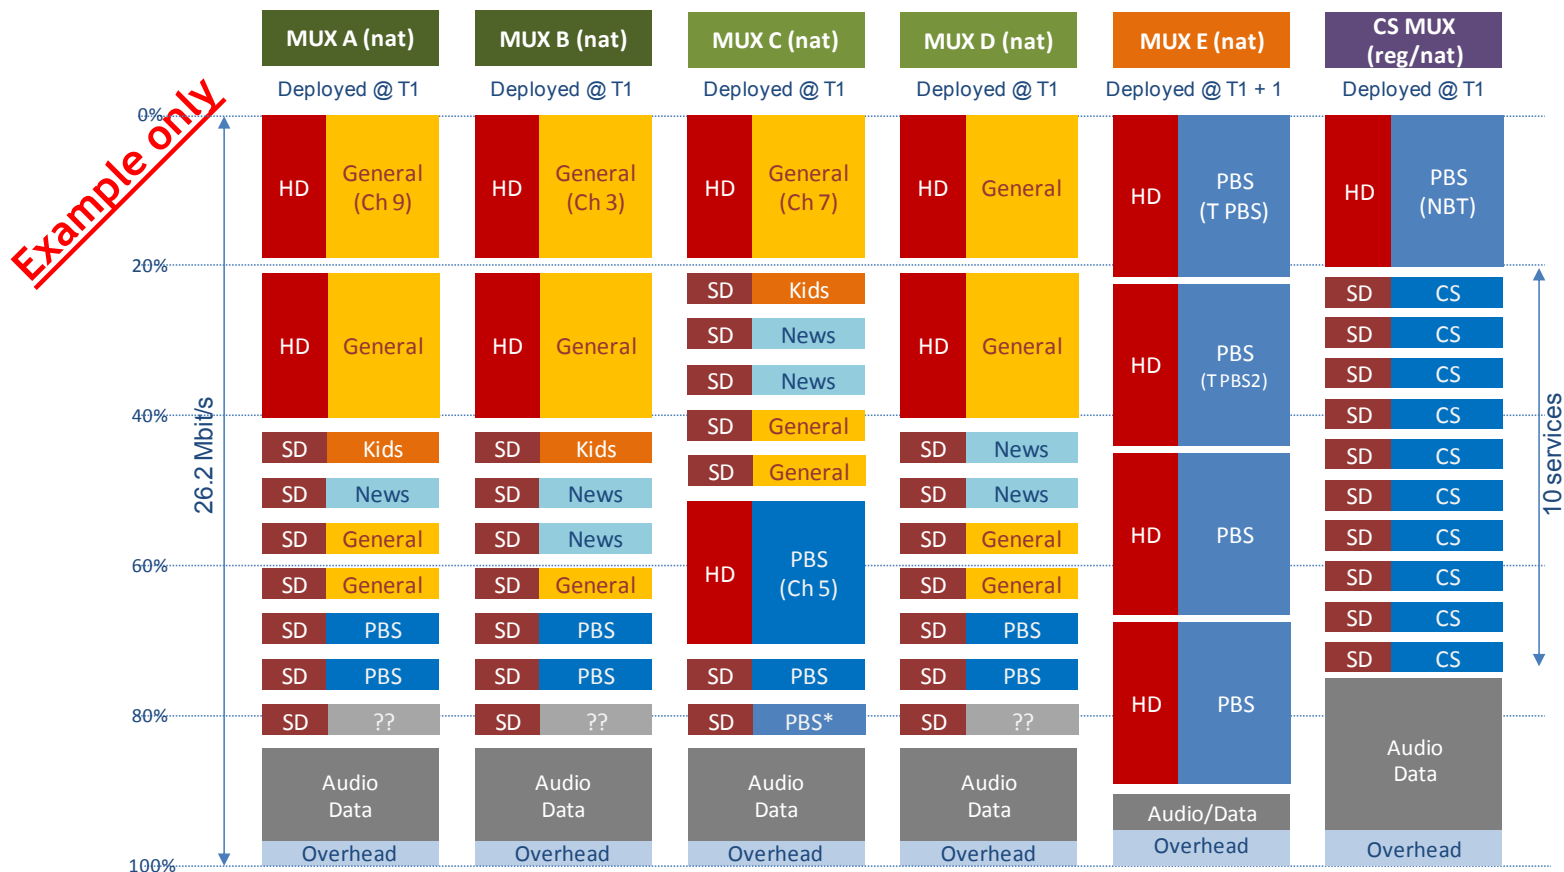 MUX A (nat)
MUX B (nat)
MUX C (nat)
MUX D (nat)
MUX E (nat)
CS MUX
(reg/nat)
Deployed @ T1
Deployed @ T1
Deployed @ T1
Deployed @ T1
Deployed @ T1 + 1
Deployed @ T1
Example only
0%
20%
40%
60%
80%
100%
26.2 Mbit/s
HD
General
(Ch 9)
HD
General
SD
Kids
SD
News
SD
General
SD
General
SD
PBS
SD
PBS
SD
??
Audio
Data
Overhead
HD
General
(Ch 3)
HD
General
SD
Kids
SD
News
SD
News
SD
General
SD
PBS
SD
PBS
SD
??
Audio
Data
Overhead
HD
General
(Ch 7)
SD
Kids
SD
News
SD
News
SD
General
SD
General
HD
PBS
(Ch 5)
SD
PBS
SD
PBS*
Audio
Data
Overhead
HD
General
HD
General
SD
News
SD
News
SD
General
SD
General
SD
PBS
SD
PBS
SD
??
Audio
Data
Overhead
HD
PBS
(T PBS)
HD
PBS
(T PBS2)
HD
PBS
HD
PBS
Audio/Data
Overhead
HD
PBS
(NBT)
SD
CS
SD
CS
SD
CS
SD
CS
SD
CS
SD
CS
SD
CS
SD
CS
SD
CS
SD
CS
Audio
Data
Overhead
10 services